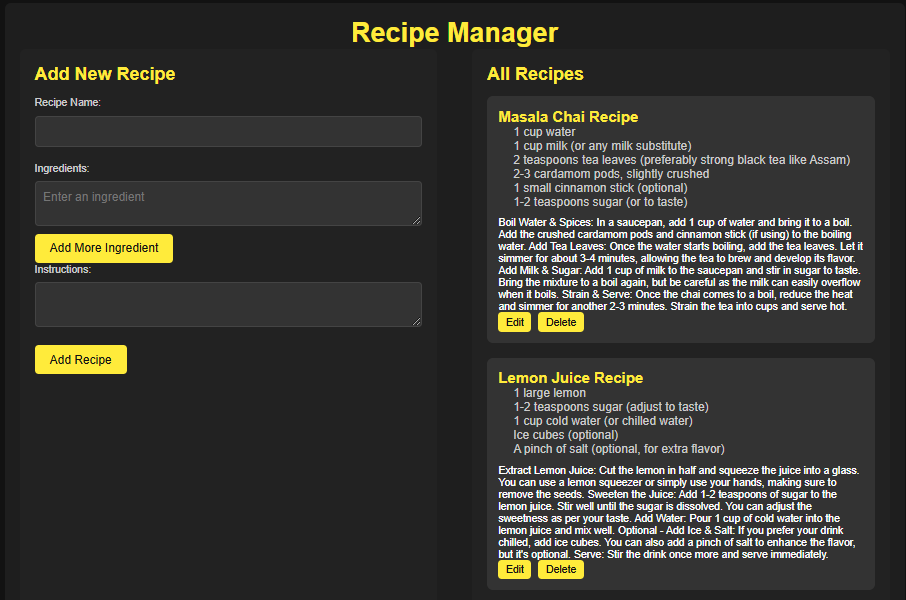 Recipe Manager
Add New Recipe
Recipe Name:
Ingredients:
Enter an ingredient
Add More Ingredient
Instructions:
Add Recipe
All Recipes
Masala Chai Recipe
1 cup water
1 cup milk (or any milk substitute)
2 teaspoons tea leaves (preferably strong black tea like Assam)
2-3 cardamom pods, slightly crushed
1 small cinnamon stick (optional)
1-2 teaspoons sugar (or to taste)
Boil Water & Spices: In a saucepan, add 1 cup of water and bring it to a boil.
Add the crushed cardamom pods and cinnamon stick (if using) to the boiling
water. Add Tea Leaves: Once the water starts boiling, add the tea leaves. Let it
simmer for about 3-4 minutes, allowing the tea to brew and develop its flavor.
Add Milk & Sugar: Add 1 cup of milk to the saucepan and stir in sugar to taste.
Bring the mixture to a boil again, but be careful as the milk can easily overflow
when it boils. Strain & Serve: Once the chai comes to a boil, reduce the heat
and simmer for another 2-3 minutes. Strain the tea into cups and serve hot.
Edit Delete
Lemon Juice Recipe
1 large lemon
1-2 teaspoons sugar (adjust to taste)
1 cup cold water (or chilled water)
Ice cubes (optional)
A pinch of salt (optional, for extra flavor)
Extract Lemon Juice: Cut the lemon in half and squeeze the juice into a glass.
You can use a lemon squeezer or simply use your hands, making sure to
remove the seeds. Sweeten the Juice: Add 1-2 teaspoons of sugar to the
lemon juice. Stir well until the sugar is dissolved. You can adjust the
sweetness as per your taste. Add Water: Pour 1 cup of cold water into the
lemon juice and mix well. Optional - Add Ice & Salt: If you prefer your drink
chilled, add ice cubes. You can also add a pinch of salt to enhance the flavor,
but it's optional. Serve: Stir the drink once more and serve immediately.
Edit Delete